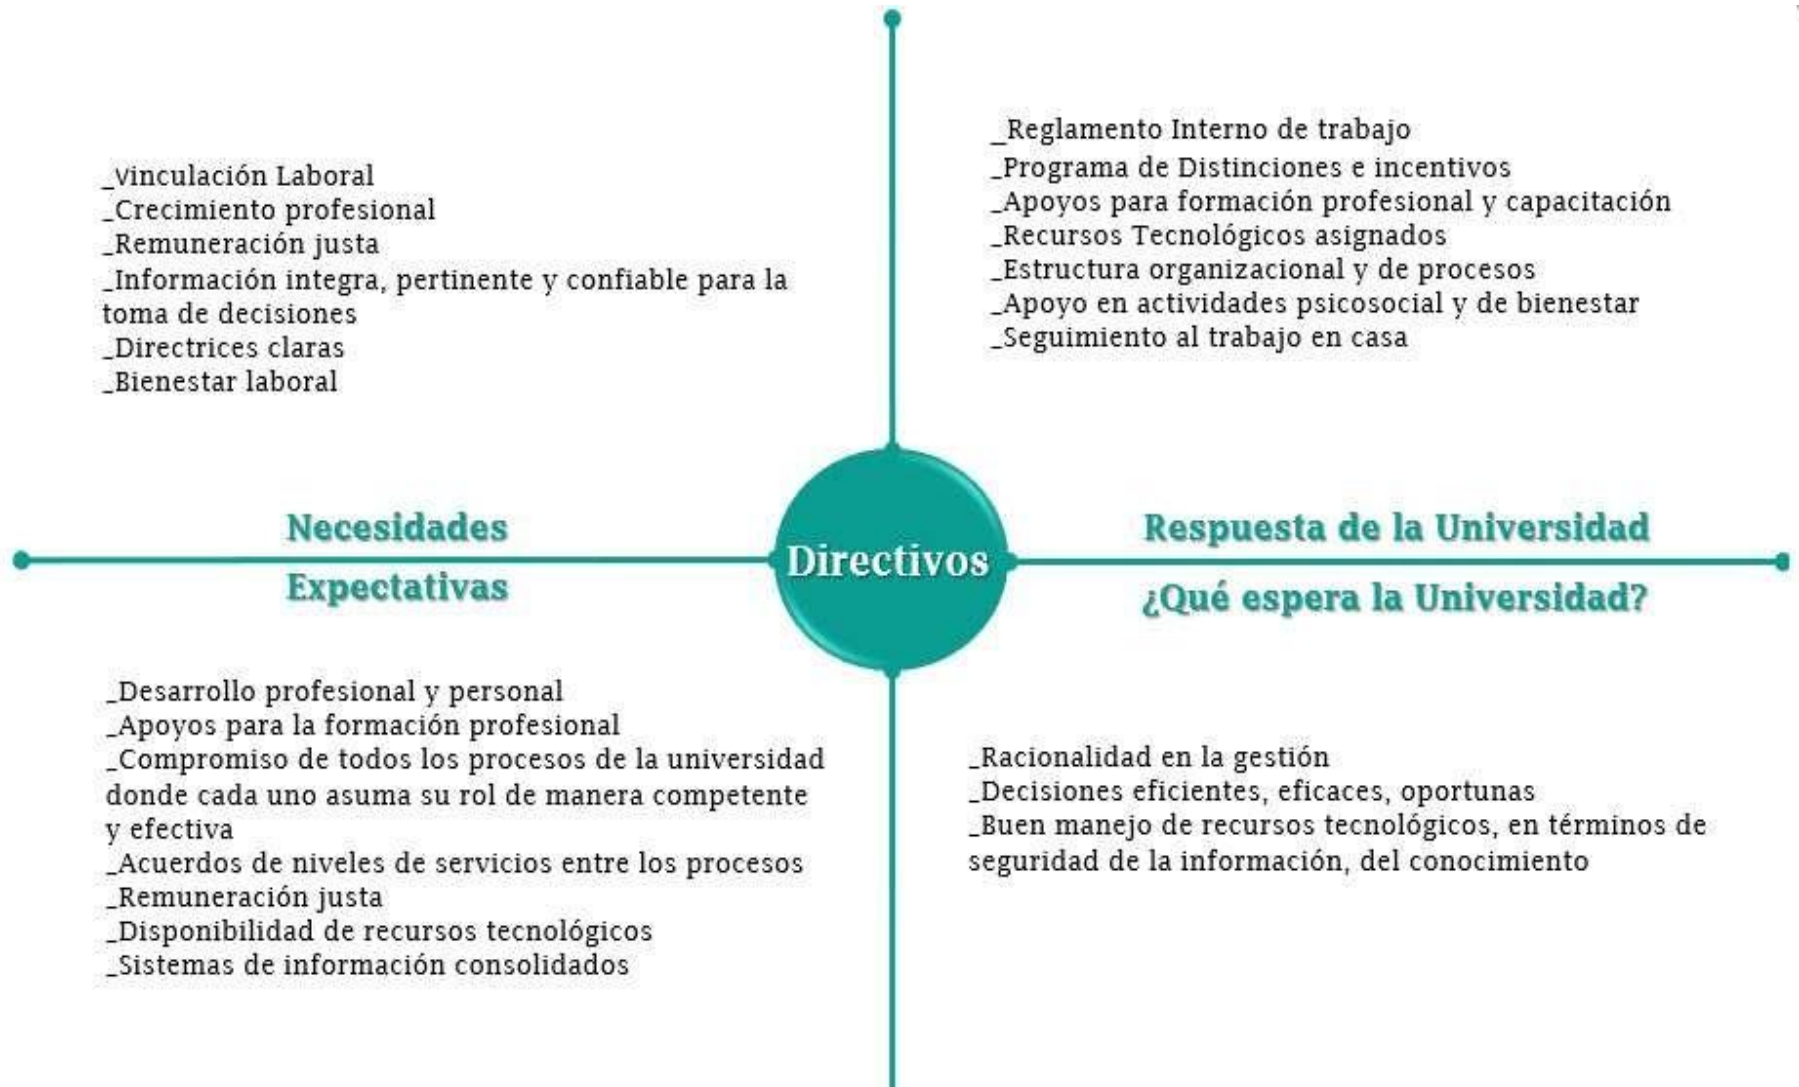 _Vinculación Laboral
_Crecimiento profesional
_Remuneración justa
_Información integra, pertinente y confiable para la
toma de decisiones
_Directrices claras
_Bienestar laboral
_Reglamento Interno de trabajo
_Programa de Distinciones e incentivos
_Apoyos para formación profesional y capacitación
_Recursos Tecnológicos asignados
_Estructura organizacional y de procesos
_Apoyo en actividades psicosocial y de bienestar
_Seguimiento al trabajo en casa
Necesidades
Expectativas
Directivos
Respuesta de la Universidad
¿Qué espera la Universidad?
_Desarrollo profesional y personal
_Apoyos para la formación profesional
_Compromiso de todos los procesos de la universidad
donde cada uno asuma su rol de manera competente
y efectiva
_Acuerdos de niveles de servicios entre los procesos
_Remuneración justa
_Disponibilidad de recursos tecnológicos
_Sistemas de información consolidados
_Racionalidad en la gestión
_Decisiones eficientes, eficaces, oportunas
_Buen manejo de recursos tecnológicos, en términos de
seguridad de la información, del conocimiento